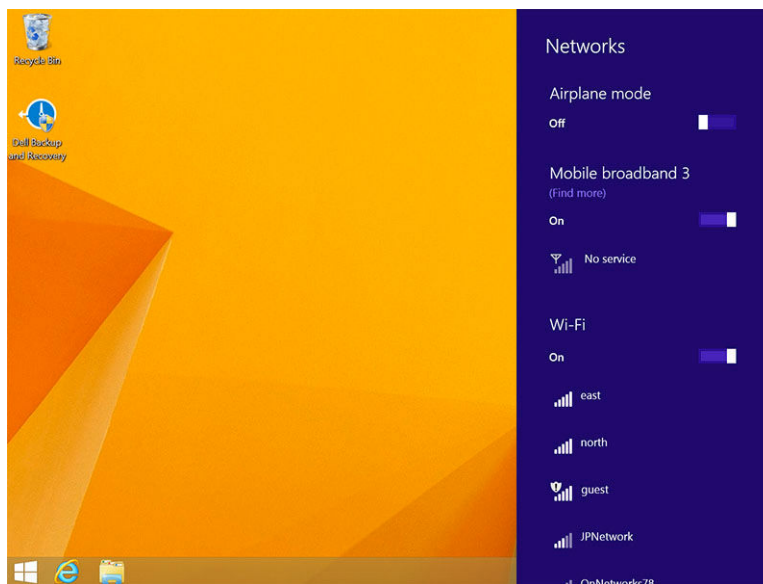 Recycle Bin
Dell Backup
and Recovery
Networks
Airplane mode
Off
Mobile broadband 3
(Find more)
On
No service
Wi-Fi
On
east
north
guest
JPNetwork
OnNetworks78